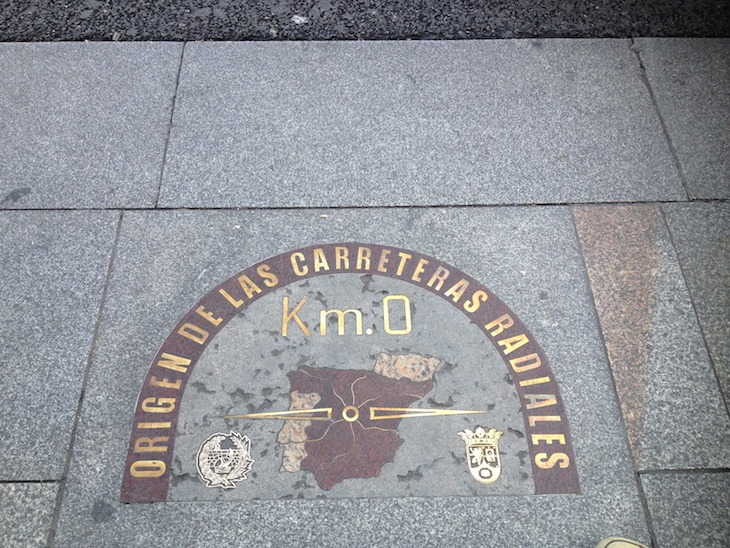 ORIGEN DE LAS CARRETERAS RADIALES
Km.0